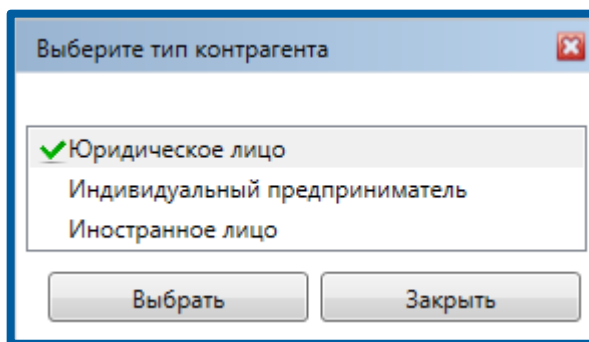 Выберите тип контрагента
Юридическое лицо
Индивидуальный предприниматель
Иностранное лицо
Выбрать Закрыть